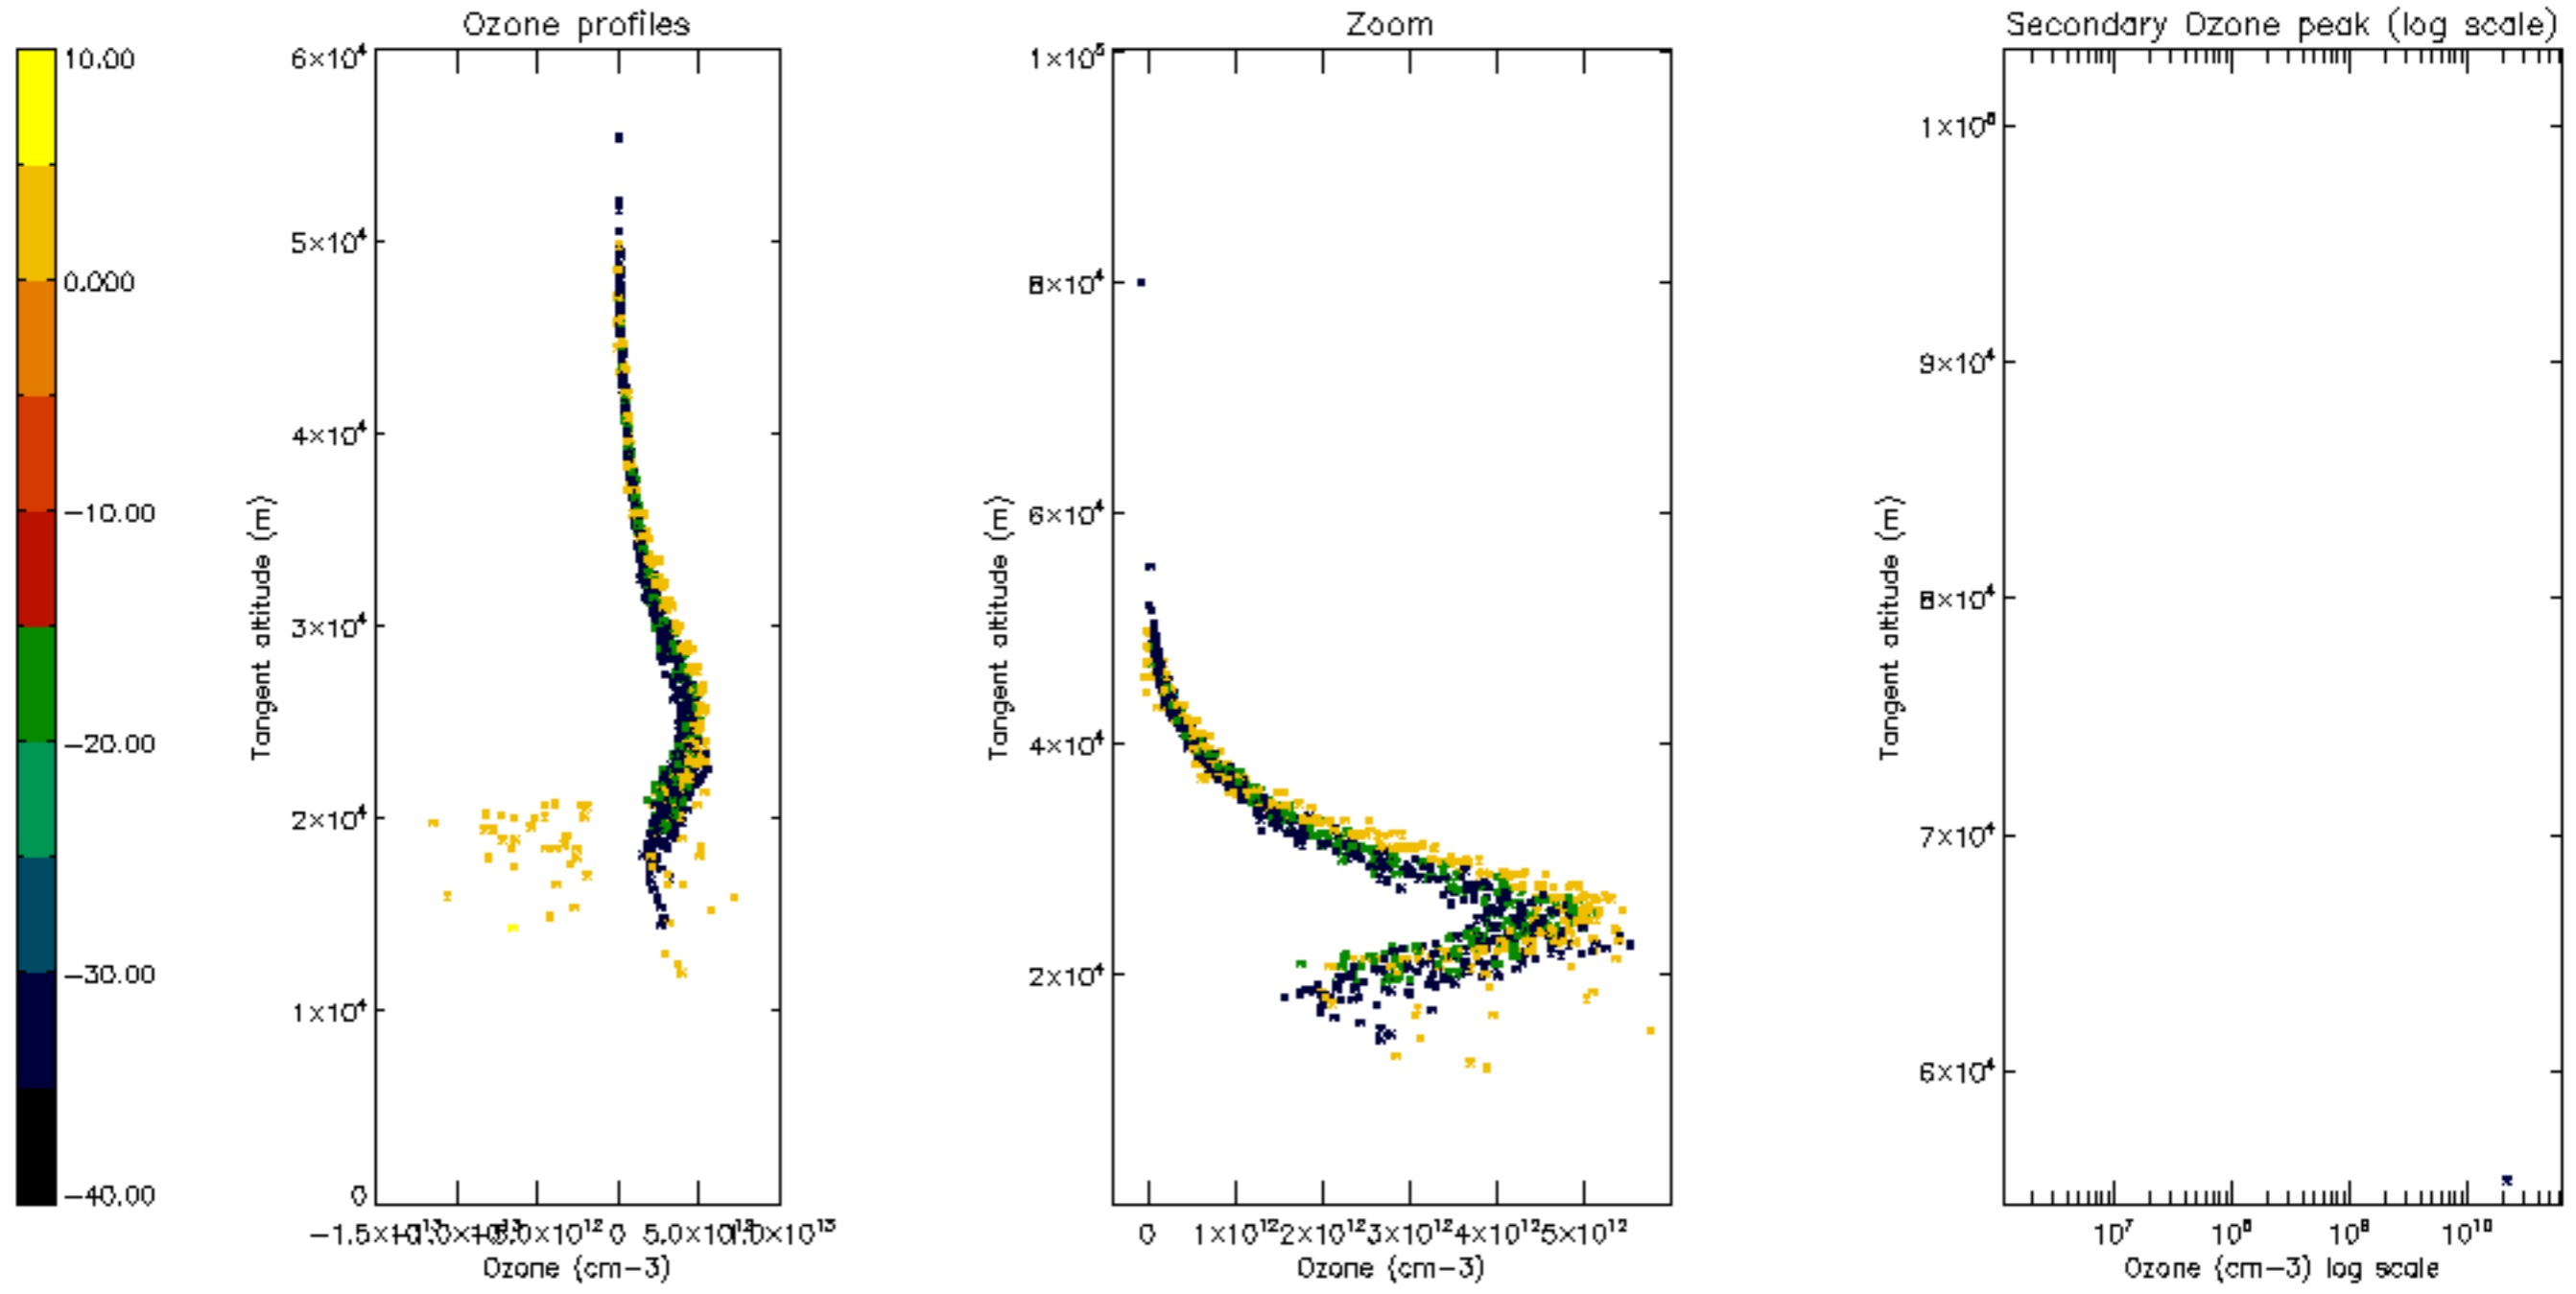 Ozone profiles
Zoom
Secondary Ozone peak (log scale)
10.00
0.000
−10.00
−20.00
−30.00
−40.00
6×10⁴
5×10⁴
4×10⁴
3×10⁴
2×10⁴
1×10⁴
0
Tangent altitude (m)
0
Ozone (cm−3)
1×10⁵
8×10⁴
6×10⁴
4×10⁴
2×10⁴
Tangent altitude (m)
0 1×10¹² 2×10¹² 3×10¹² 4×10¹² 5×10¹²
Ozone (cm−3)
9×10⁴
8×10⁴
7×10⁴
6×10⁴
Tangent altitude (m)
10⁷ 10⁸ 10⁹ 10¹⁰
Ozone (cm−3) log scale